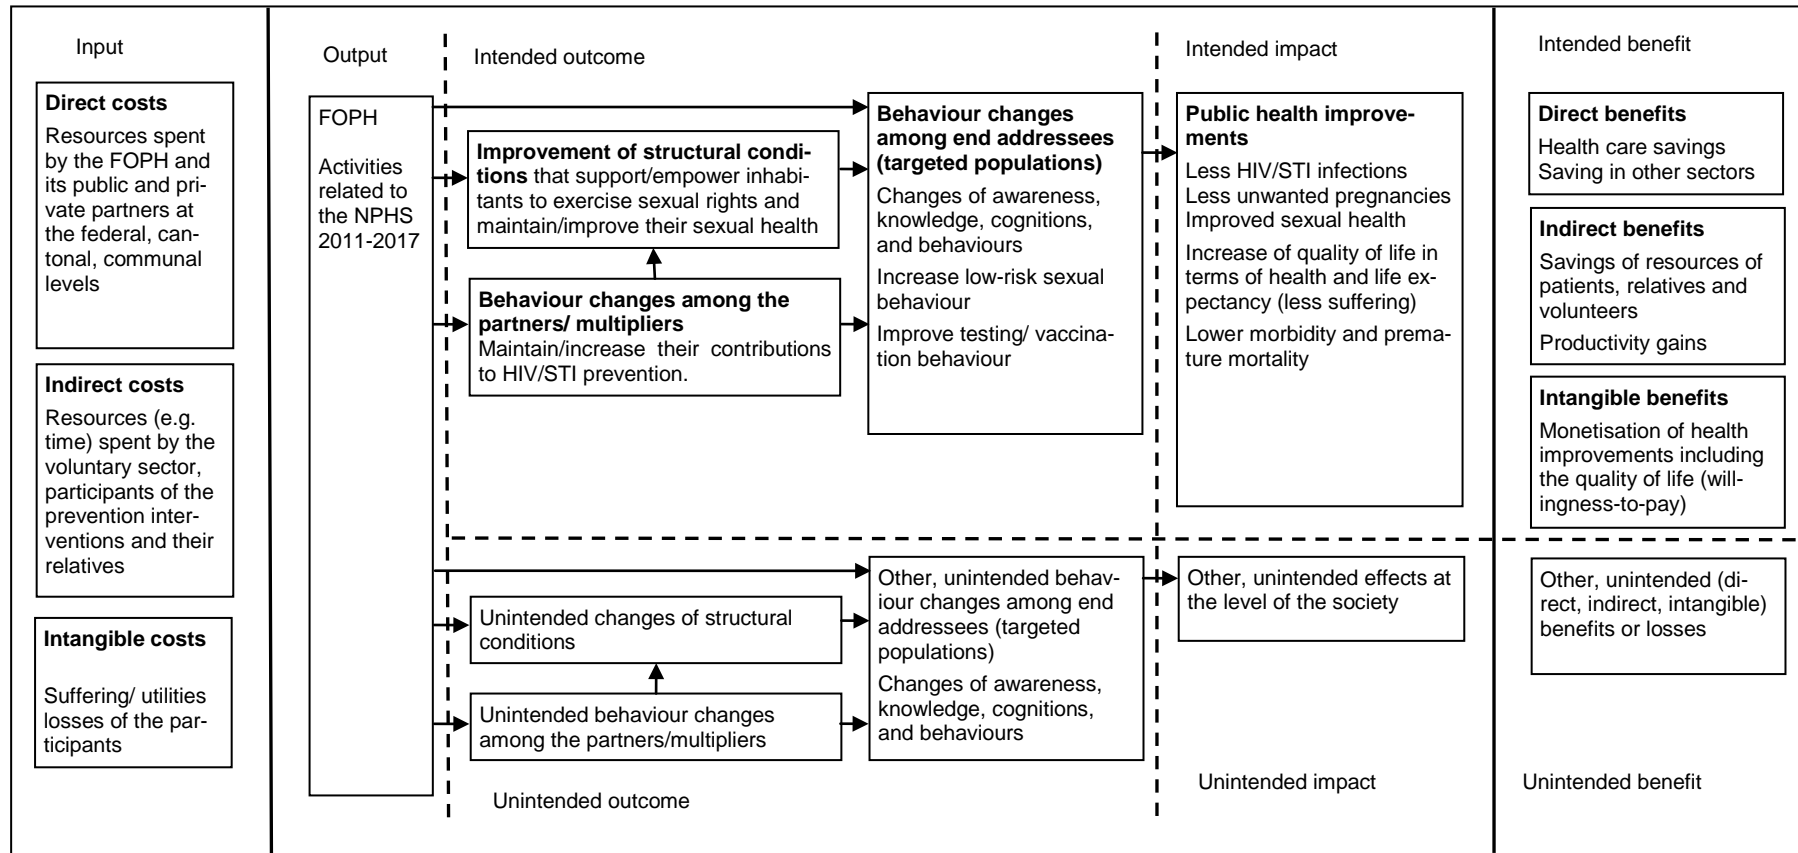 Input
Direct costs
Resources spent
by the FOPH and
its public and pri-
vate partners at
the federal, can-
tonal, communal
levels
Indirect costs
Resources (e.g.
time) spent by the
voluntary sector,
participants of the
prevention inter-
ventions and their
relatives
Intangible costs
Suffering/ utilities
losses of the par-
ticipants
Output
FOPH
Activities
related to
the NPHS
2011-2017
Intended outcome
Improvement of structural condi-
tions that support/empower inhabi-
tants to exercise sexual rights and
maintain/improve their sexual health
Behaviour changes among the
partners/ multipliers
Maintain/increase their contributions
to HIV/STI prevention.
Behaviour changes
among end addressees
(targeted populations)
Changes of awareness,
knowledge, cognitions,
and behaviours
Increase low-risk sexual
behaviour
Improve testing/ vaccina-
tion behaviour
Intended impact
Public health improve-
ments
Less HIV/STI infections
Less unwanted pregnancies
Improved sexual health
Increase of quality of life in
terms of health and life ex-
pectancy (less suffering)
Lower morbidity and prema-
ture mortality
Intended benefit
Direct benefits
Health care savings
Saving in other sectors
Indirect benefits
Savings of resources of
patients, relatives and
volunteers
Productivity gains
Intangible benefits
Monetisation of health
improvements including
the quality of life (will-
ingness-to-pay)
Unintended changes of structural
conditions
Unintended behaviour changes
among the partners/multipliers
Unintended outcome
Other, unintended behav-
iour changes among end
addressees (targeted
populations)
Changes of awareness,
knowledge, cognitions,
and behaviours
Other, unintended effects at
the level of the society
Unintended impact
Other, unintended (di-
rect, indirect, intangible)
benefits or losses
Unintended benefit